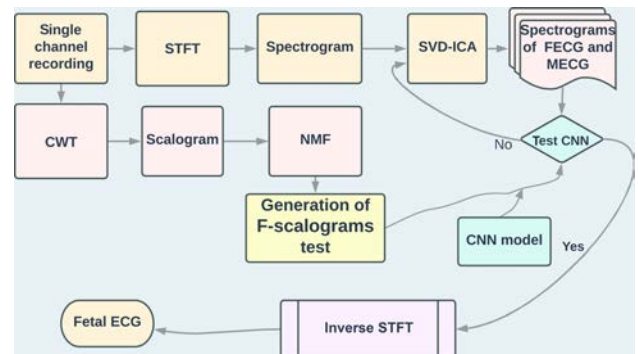 Single
channel
recording
STFT
Spectrogram
SVD-ICA
Spectrograms
of FECG and
MECG
CWT
Scalogram
NMF
No
Test CNN
Generation of
F-scalograms
test
CNN model
Yes
Fetal ECG
Inverse STFT